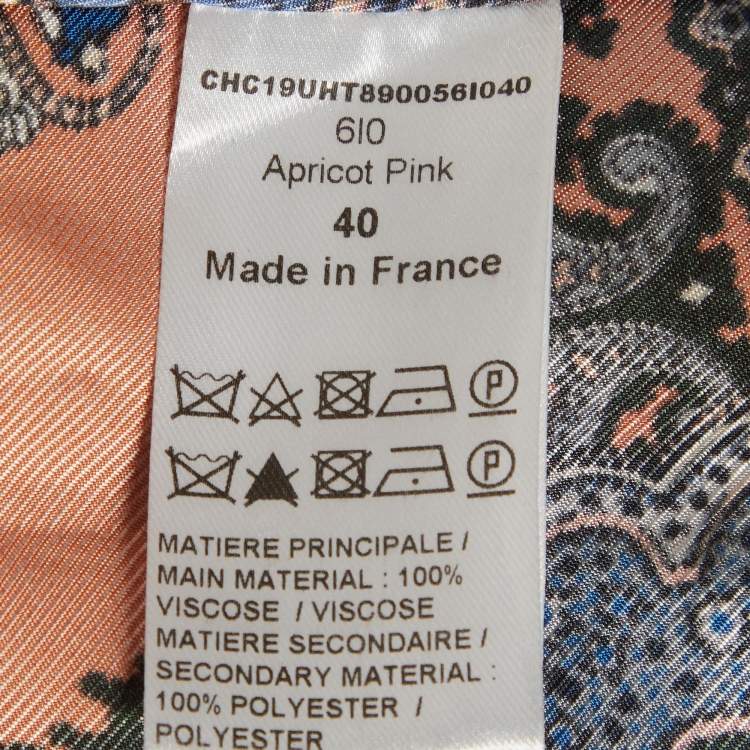 CHC19UHT890056I040
6I0
Apricot Pink
40
Made in France
P
P
MATIERE PRINCIPALE /
MAIN MATERIAL : 100%
VISCOSE / VISCOSE
MATIERE SECONDAIRE /
SECONDARY MATERIAL :
100% POLYESTER /
POLYESTER